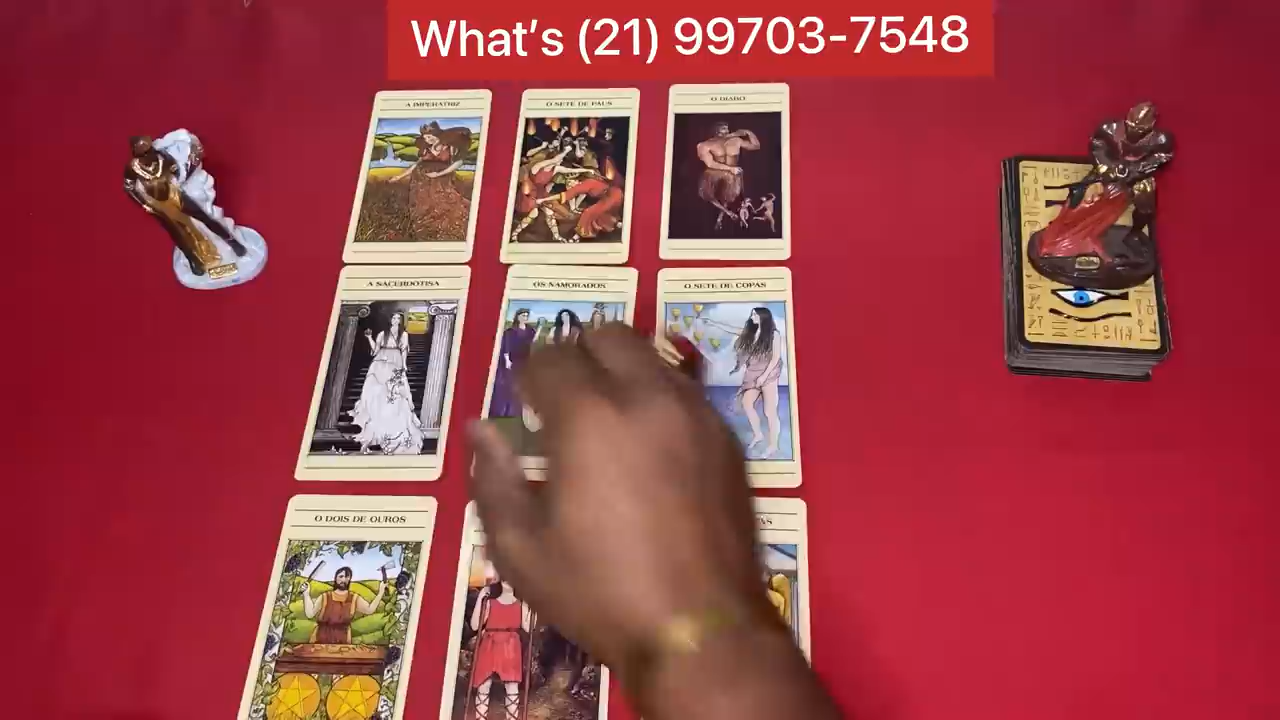 What's (21) 99703-7548
A IMPERATRIZ
O SETE DE PAUS
O DIABO
A SACERDOTISA
OS NAMORADOS
O SETE DE COPAS
O DOIS DE OUROS